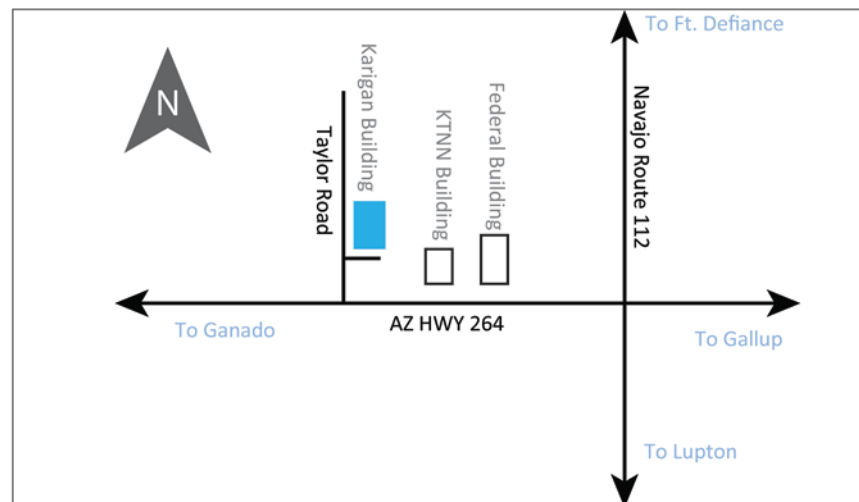 To Ft. Defiance
N
Karigan Building
KTNN Building
Federal Building
Taylor Road
Navajo Route 112
To Ganado
AZ HWY 264
To Gallup
To Lupton